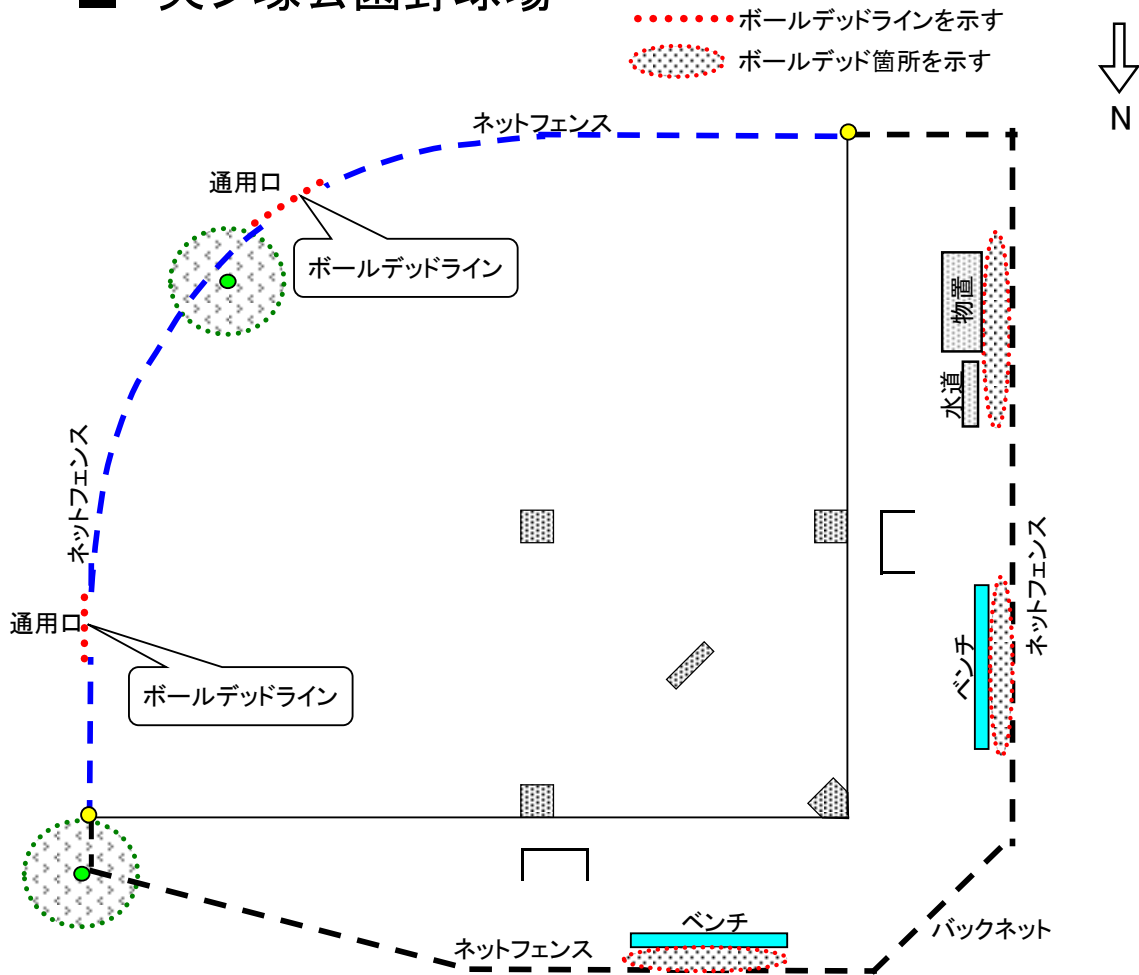 ボールデッドラインを示す
ボールデッド箇所を示す
N
ネットフェンス
通用口
ボールデッドライン
物置
水道
ネットフェンス
ネットフェンス
通用口
ベンチ
ボールデッドライン
ベンチ
バックネット
ネットフェンス